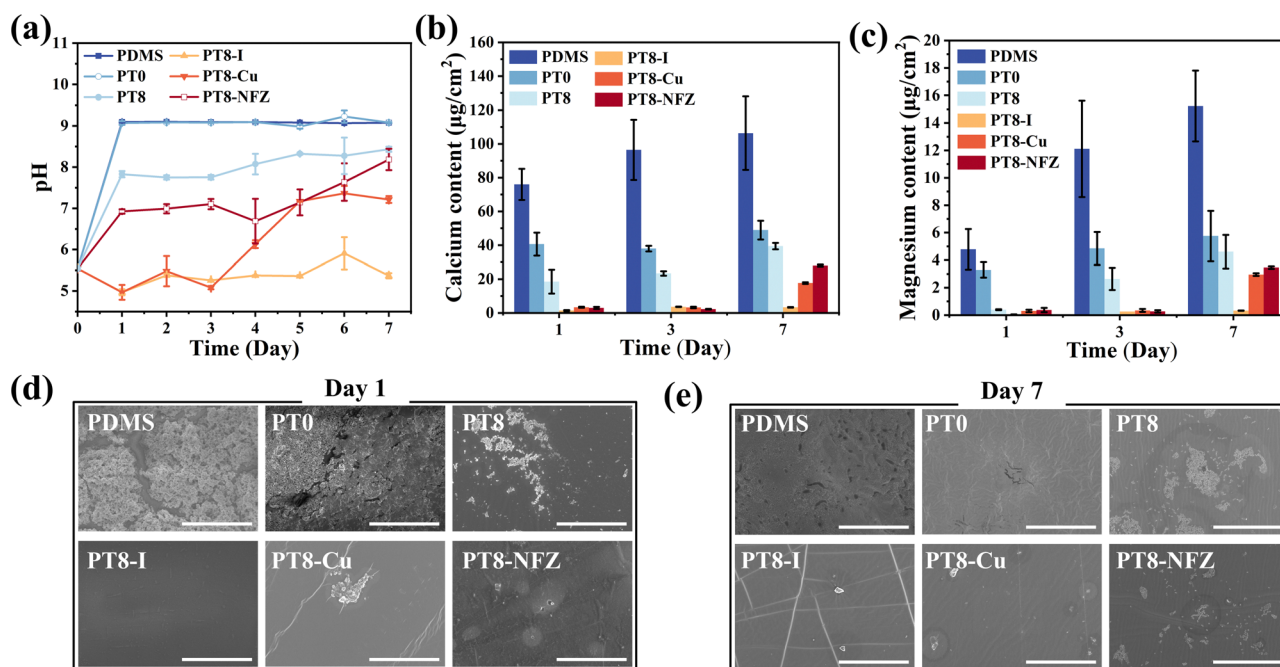 (a)
11
10
9
8
7
6
5
pH
0 1 2 3 4 5 6 7
Time (Day)
PDMS PT8-I
PT0 PT8-Cu
PT8 PT8-NFZ
(b)
160
140
120
100
80
60
40
20
0
Calcium content (μg/cm²)
1 3 7
Time (Day)
PDMS PT8-I
PT0 PT8-Cu
PT8 PT8-NFZ
(c)
20
18
16
14
12
10
8
6
4
2
0
Magnesium content (μg/cm²)
1 3 7
Time (Day)
PDMS
PT0
PT8
PT8-I
PT8-Cu
PT8-NFZ
(d)
Day 1
PDMS PT0 PT8
PT8-I PT8-Cu PT8-NFZ
(e)
Day 7
PDMS PT0 PT8
PT8-I PT8-Cu PT8-NFZ